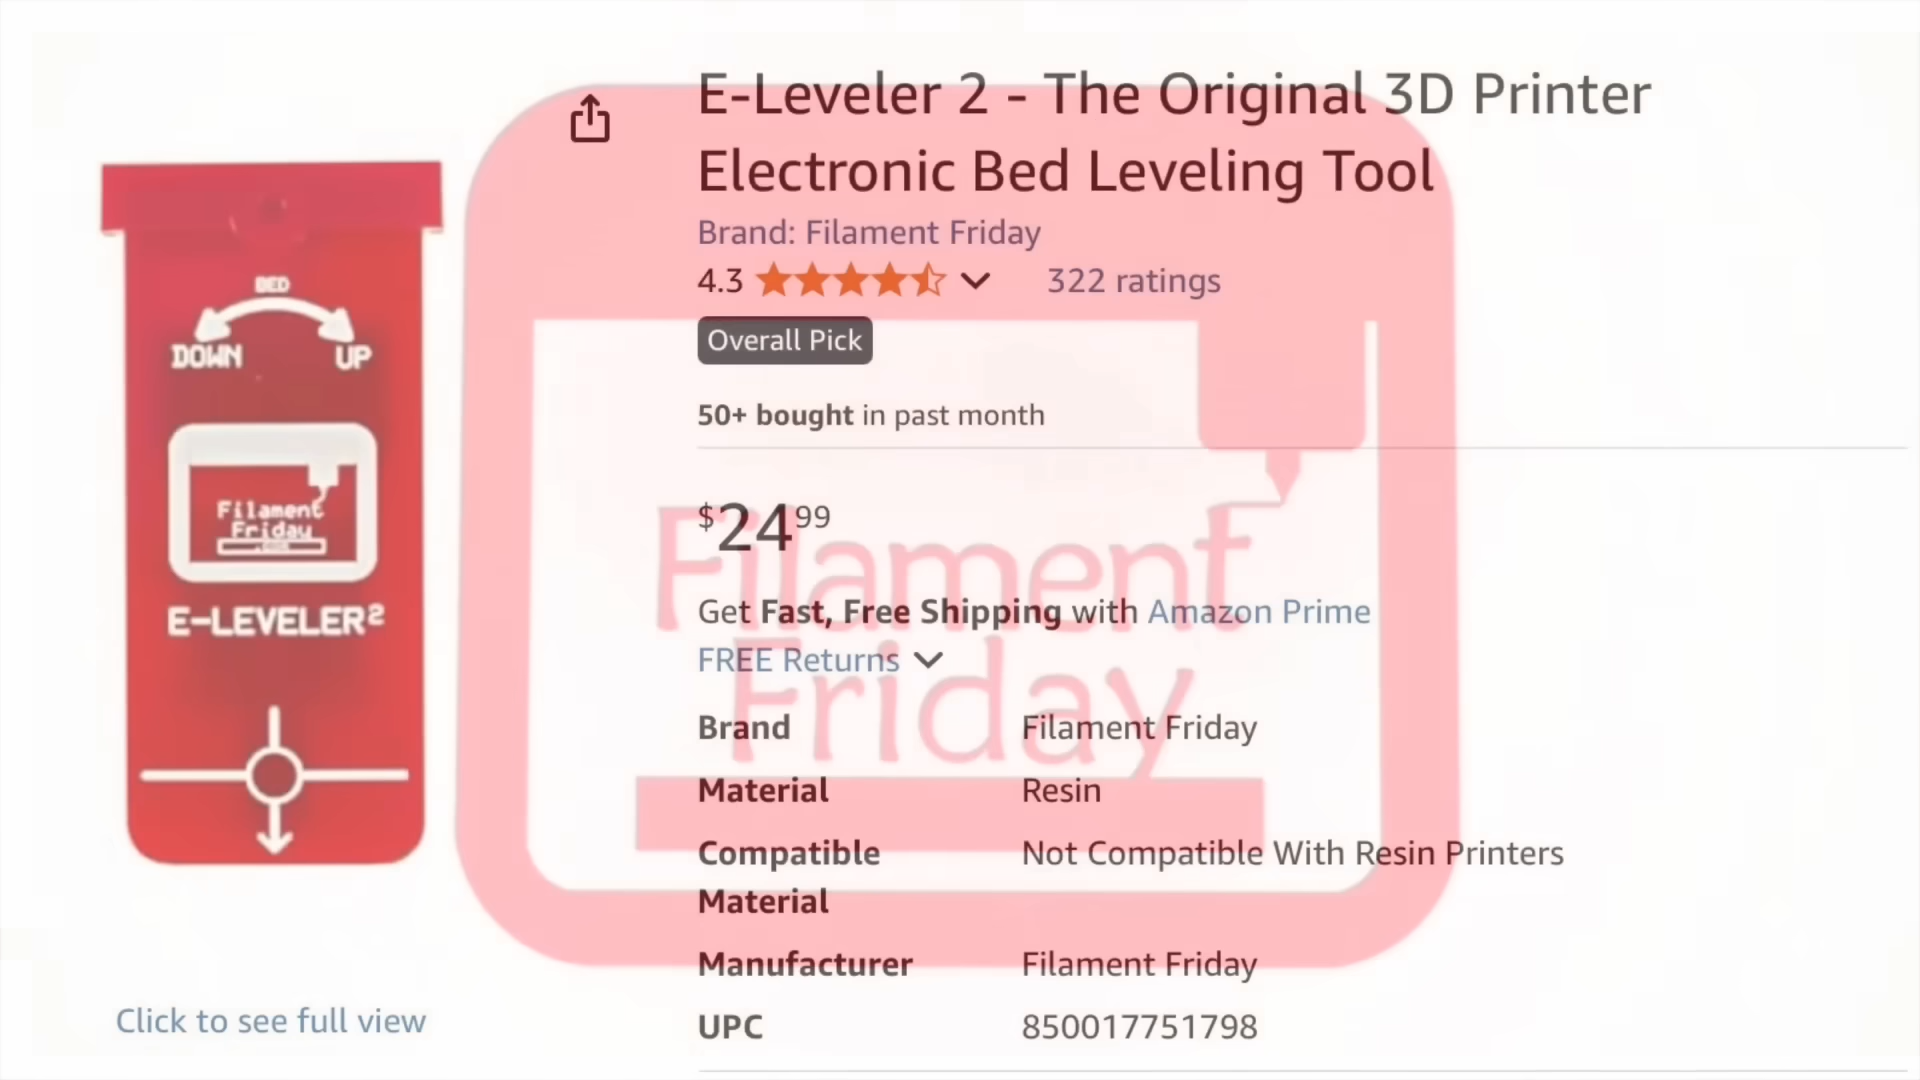 E-Leveler 2 - The Original 3D Printer
Electronic Bed Leveling Tool
Brand: Filament Friday
4.3
322 ratings
Overall Pick
50+ bought in past month
$24.99
Get Fast, Free Shipping with Amazon Prime
FREE Returns
Brand Filament Friday
Material Resin
Compatible Material Not Compatible With Resin Printers
Manufacturer Filament Friday
UPC 850017751798
BED
DOWN UP
Filament
Friday
E-LEVELER²
Click to see full view
Filament
Friday